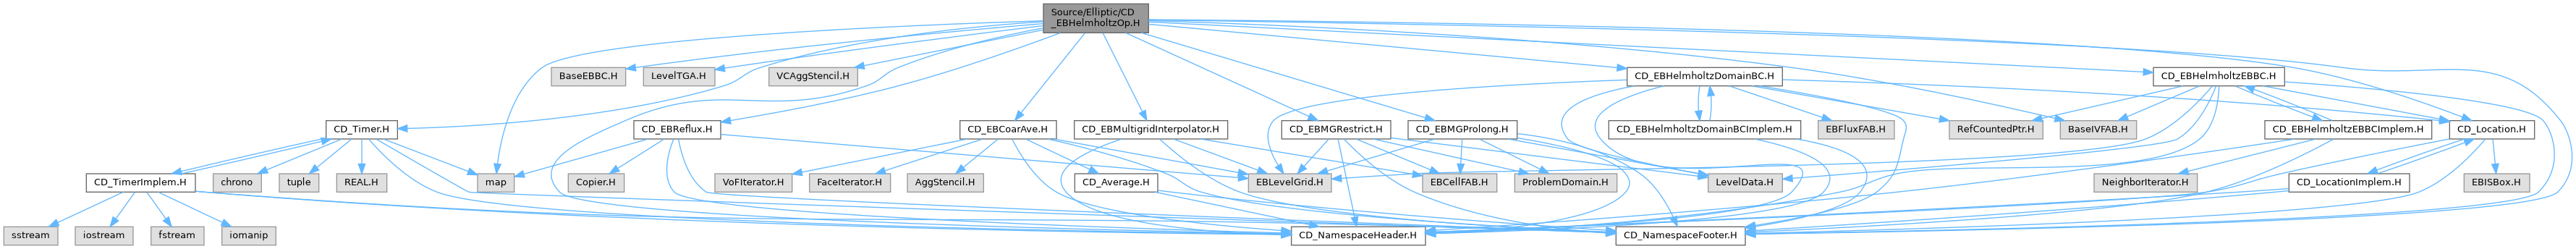 Source/Elliptic/CD
_EBHelmholtzOp.H
BaseEBBC.H
LevelTGA.H
VCAggStencil.H
CD_EBHelmholtzDomainBC.H
CD_EBHelmholtzEBBC.H
CD_Timer.H
CD_EBReflux.H
CD_EBCoarAve.H
CD_EBMultigridInterpolator.H
CD_EBMGRestrict.H
CD_EBMGProlong.H
CD_EBHelmholtzDomainBCImplem.H
EBFluxFAB.H
RefCountedPtr.H
BaseIVFAB.H
CD_EBHelmholtzEBBCImplem.H
CD_Location.H
CD_TimerImplem.H
chrono
tuple
REAL.H
map
Copier.H
VoFIterator.H
FaceIterator.H
AggStencil.H
CD_Average.H
EBLevelGrid.H
EBCellFAB.H
ProblemDomain.H
LevelData.H
NeighborIterator.H
CD_LocationImplem.H
EBISBox.H
sstream
iostream
fstream
iomanip
CD_NamespaceHeader.H
CD_NamespaceFooter.H